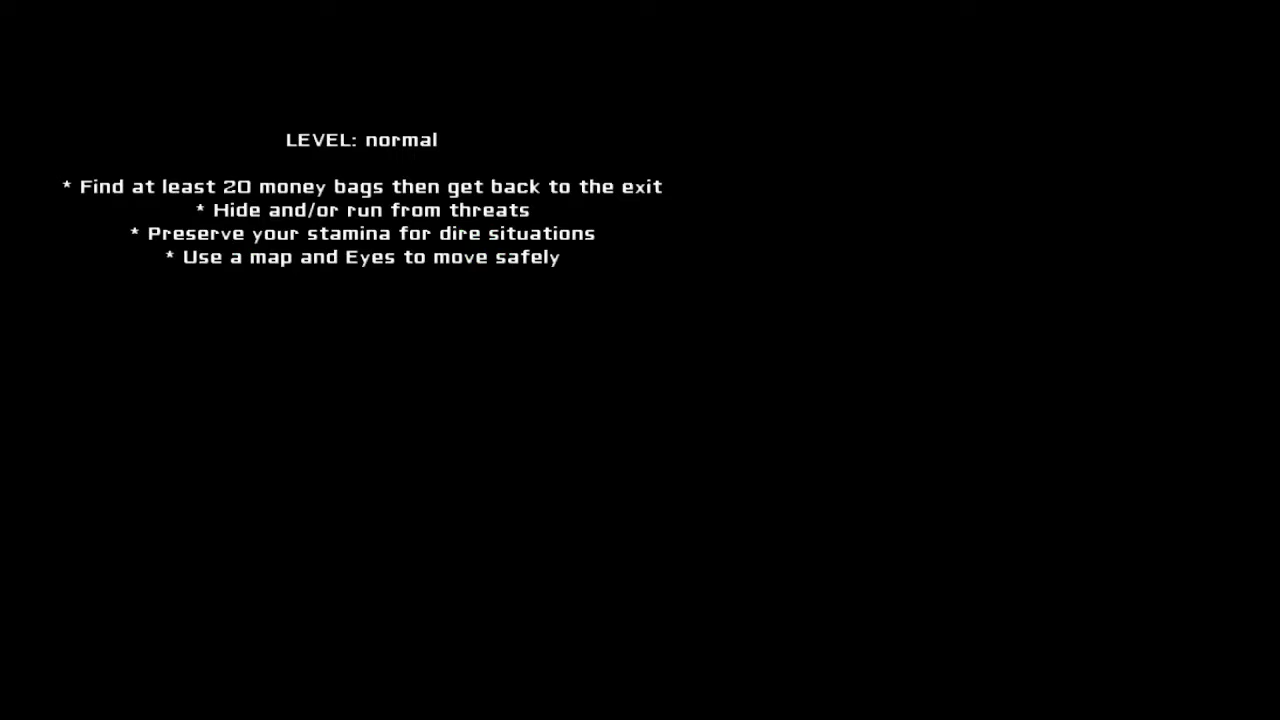 LEVEL: normal
* Find at least 20 money bags then get back to the exit
* Hide and/or run from threats
* Preserve your stamina for dire situations
* Use a map and Eyes to move safely